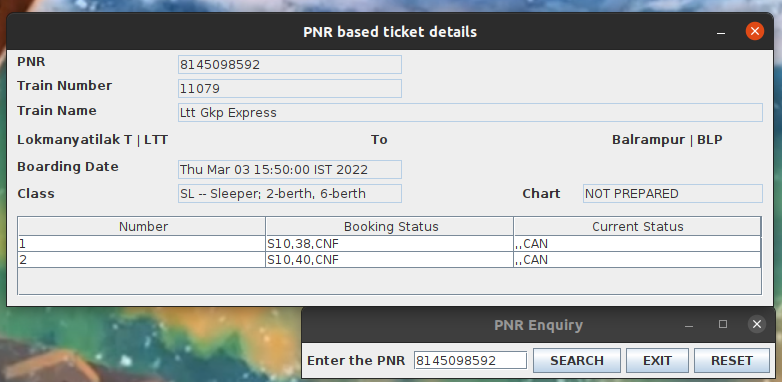 PNR based ticket details
PNR 8145098592
Train Number 11079
Train Name Ltt Gkp Express
Lokmanyatilak T | LTT To Balrampur | BLP
Boarding Date Thu Mar 03 15:50:00 IST 2022
Class SL -- Sleeper; 2-berth, 6-berth Chart NOT PREPARED
Number Booking Status Current Status
1 S10,38,CNF ,,CAN
2 S10,40,CNF ,,CAN
PNR Enquiry
Enter the PNR 8145098592 SEARCH EXIT RESET